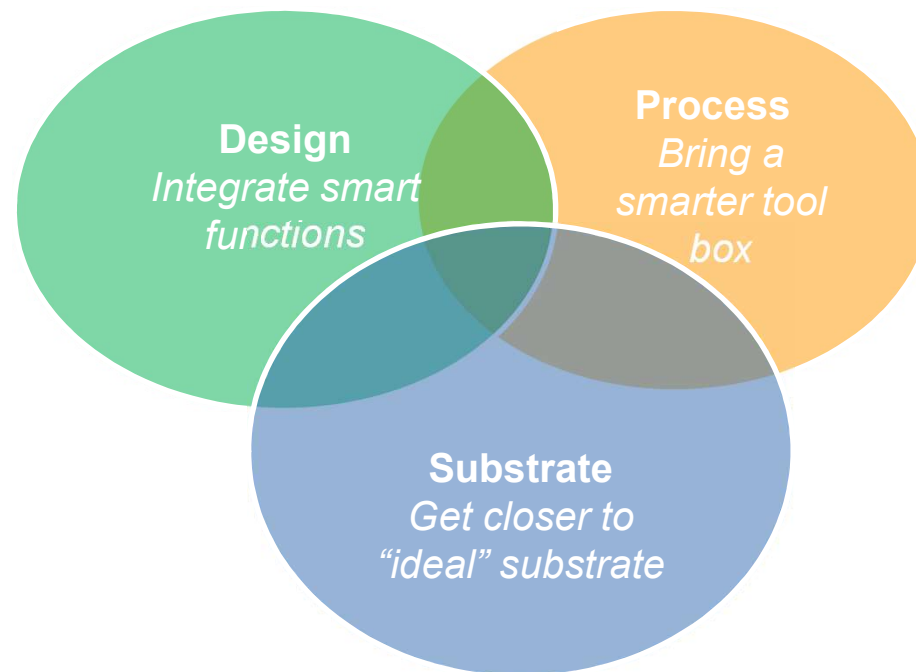 Design
Integrate smart
functions
Process
Bring a
smarter tool
box
Substrate
Get closer to
“ideal” substrate